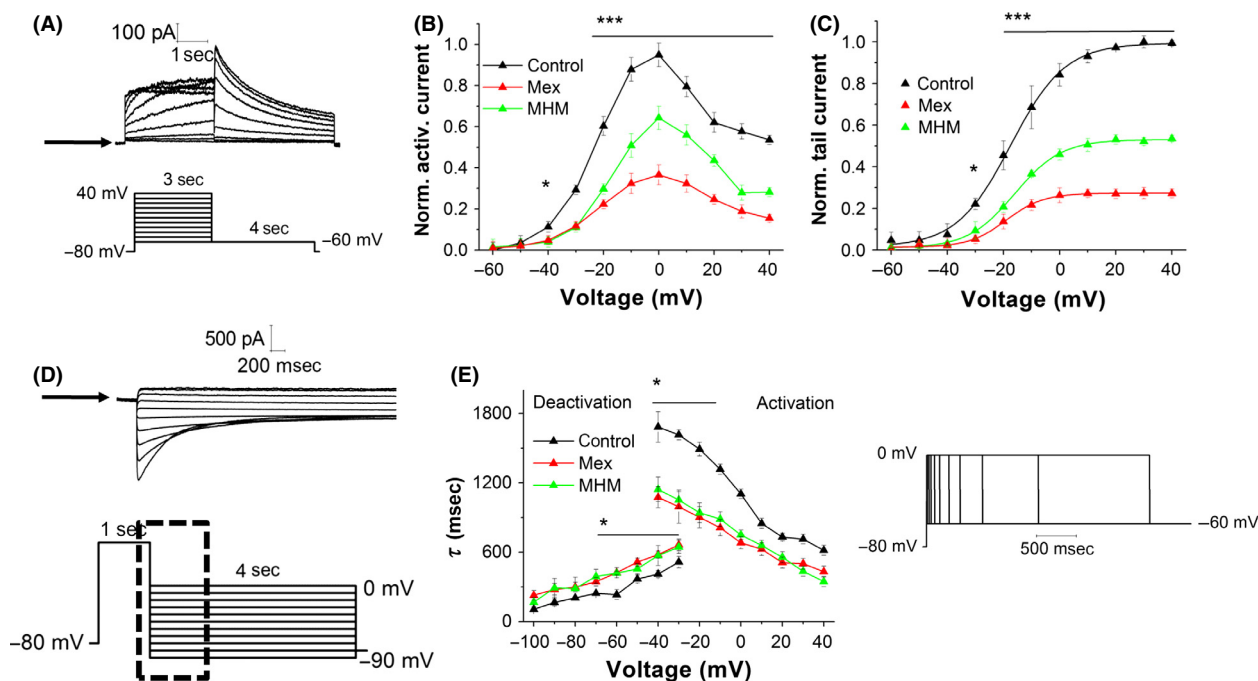 (A)
100 pA
1 sec
3 sec
40 mV
4 sec
−80 mV
−60 mV
(B)
***
Control
Mex
MHM
*
Norm. activ. current
1.0
0.8
0.6
0.4
0.2
0.0
−60 −40 −20 0 20 40
Voltage (mV)
(C)
***
Control
Mex
MHM
*
Norm. tail current
1.0
0.8
0.6
0.4
0.2
0.0
−60 −40 −20 0 20 40
Voltage (mV)
(D)
500 pA
200 msec
1 sec
4 sec
0 mV
−80 mV
−90 mV
(E)
*
Deactivation Activation
Control
Mex
MHM
*
τ (msec)
1800
1200
600
0
−100 −80 −60 −40 −20 0 20 40
Voltage (mV)
0 mV
−60 mV
−80 mV
500 msec